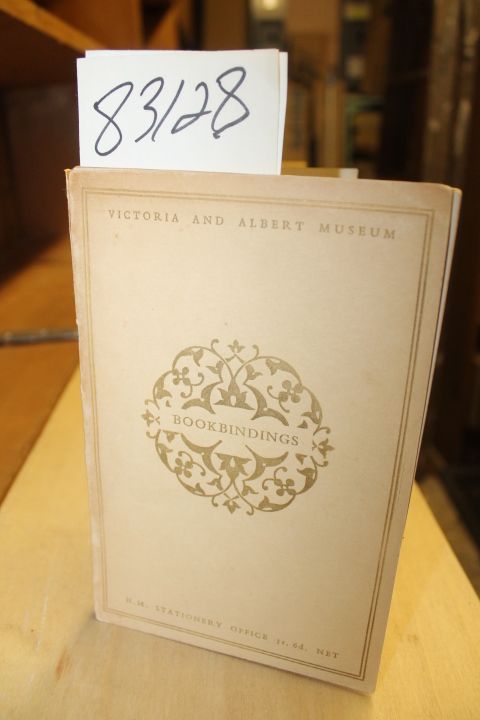 83128
VICTORIA AND ALBERT MUSEUM
BOOKBINDINGS
H.M. STATIONERY OFFICE 3s. 6d. NET